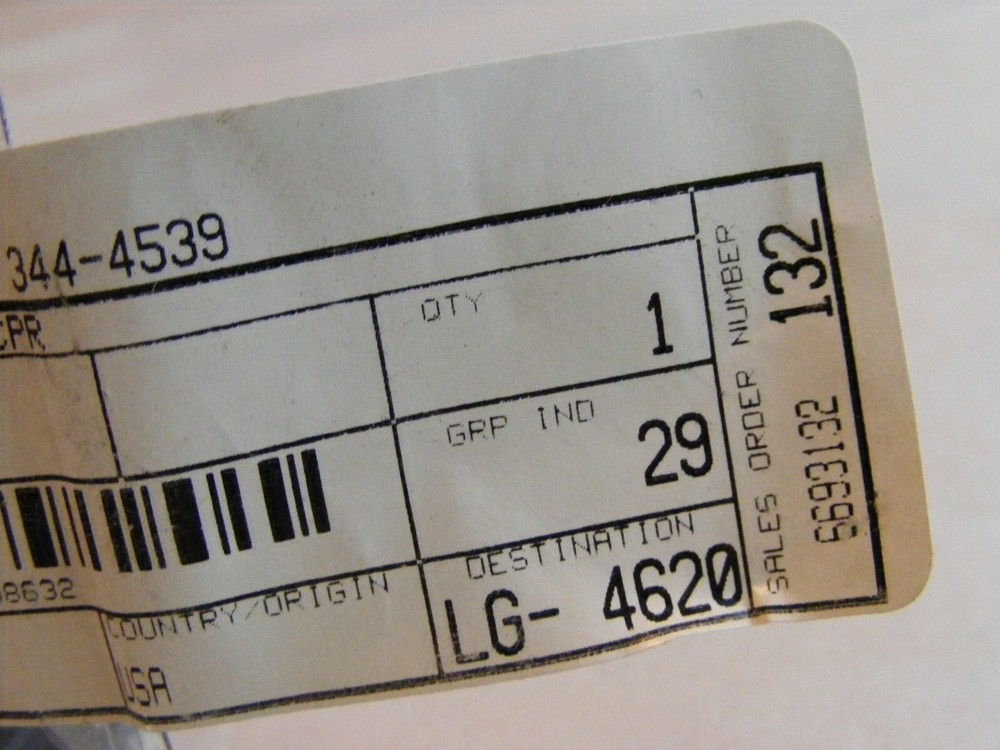 344-4539
CPR
QTY
1
GRP IND
29
DESTINATION
LG- 4620
8632
COUNTRY/ORIGIN
USA
SALES ORDER NUMBER
132
6693132